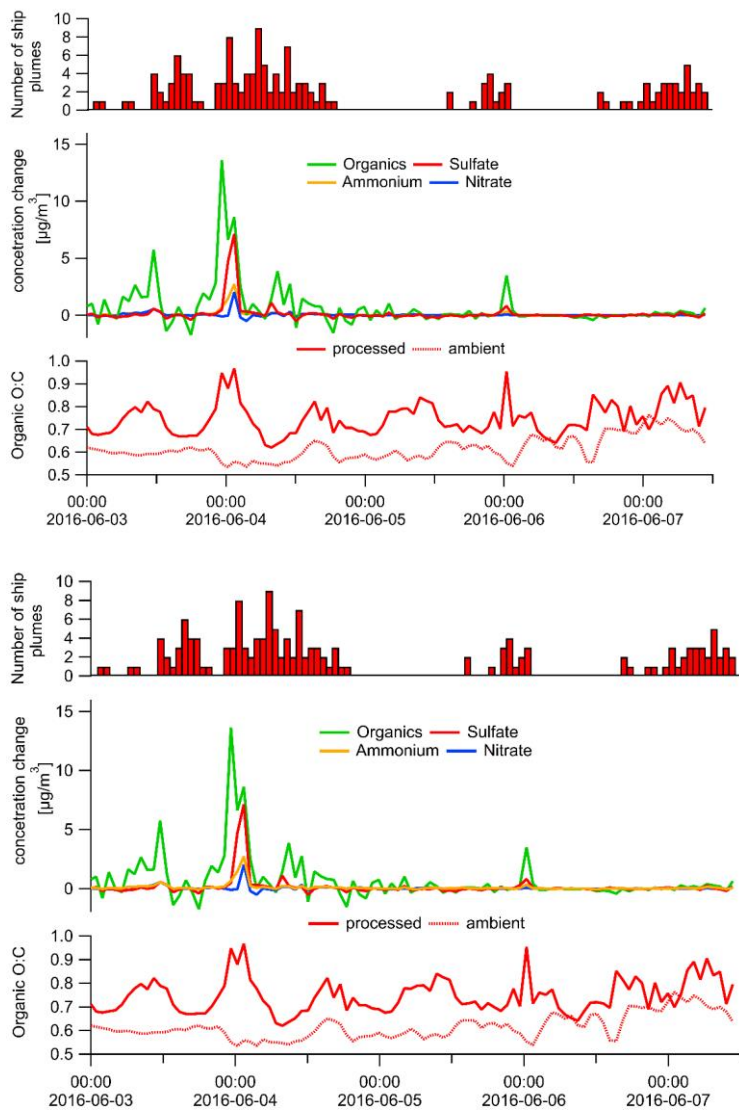 Number of ship
plumes
10
8
6
4
2
0
concetration change
[µg/m³]
15
10
5
0
Organics Sulfate
Ammonium Nitrate
processed ambient
Organic O:C
1.0
0.9
0.8
0.7
0.6
0.5
00:00 00:00 00:00 00:00 00:00
2016-06-03 2016-06-04 2016-06-05 2016-06-06 2016-06-07
Number of ship
plumes
10
8
6
4
2
0
concentration change
[µg/m³]
15
10
5
0
Organics Sulfate
Ammonium Nitrate
processed ambient
Organic O:C
1.0
0.9
0.8
0.7
0.6
0.5
00:00 00:00 00:00 00:00 00:00
2016-06-03 2016-06-04 2016-06-05 2016-06-06 2016-06-07